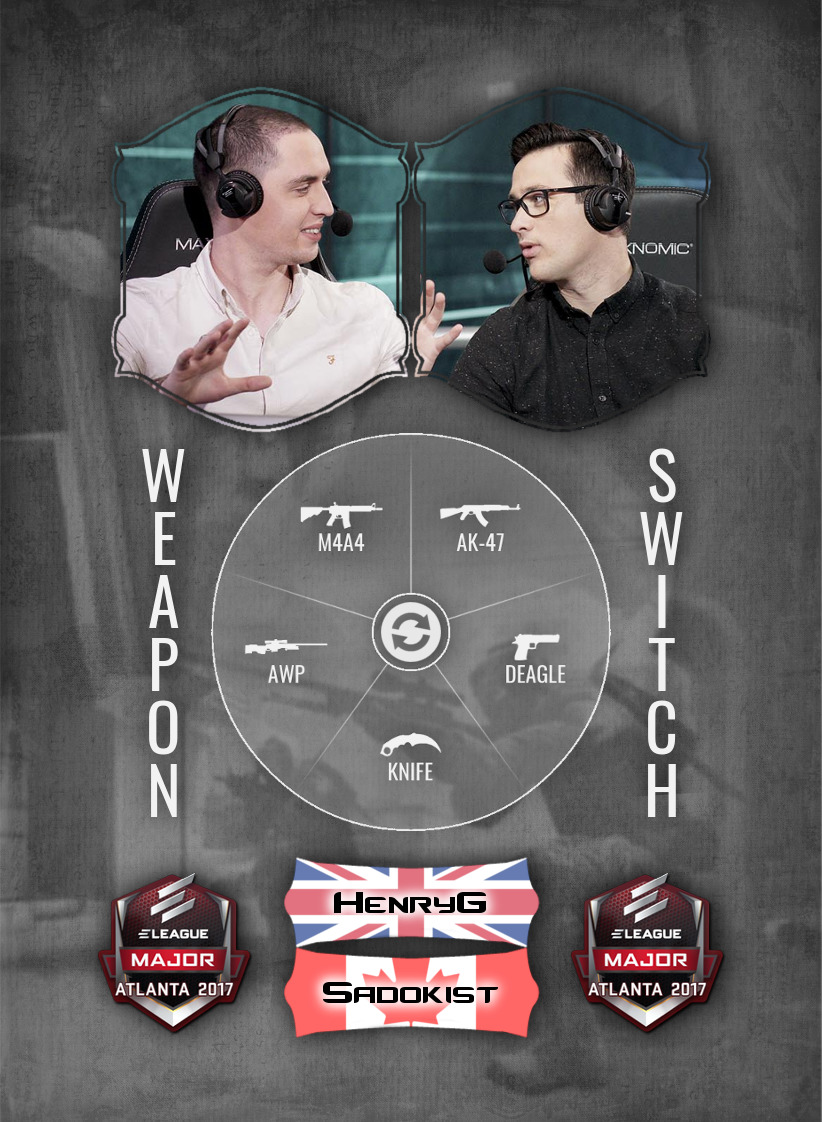 MA
KNOMIC®
WEAPON
SWITCH
M4A4
AK-47
AWP
DEAGLE
KNIFE
HENRYG
SADOKIST
ELEAGUE
MAJOR
ATLANTA 2017
ELEAGUE
MAJOR
ATLANTA 2017